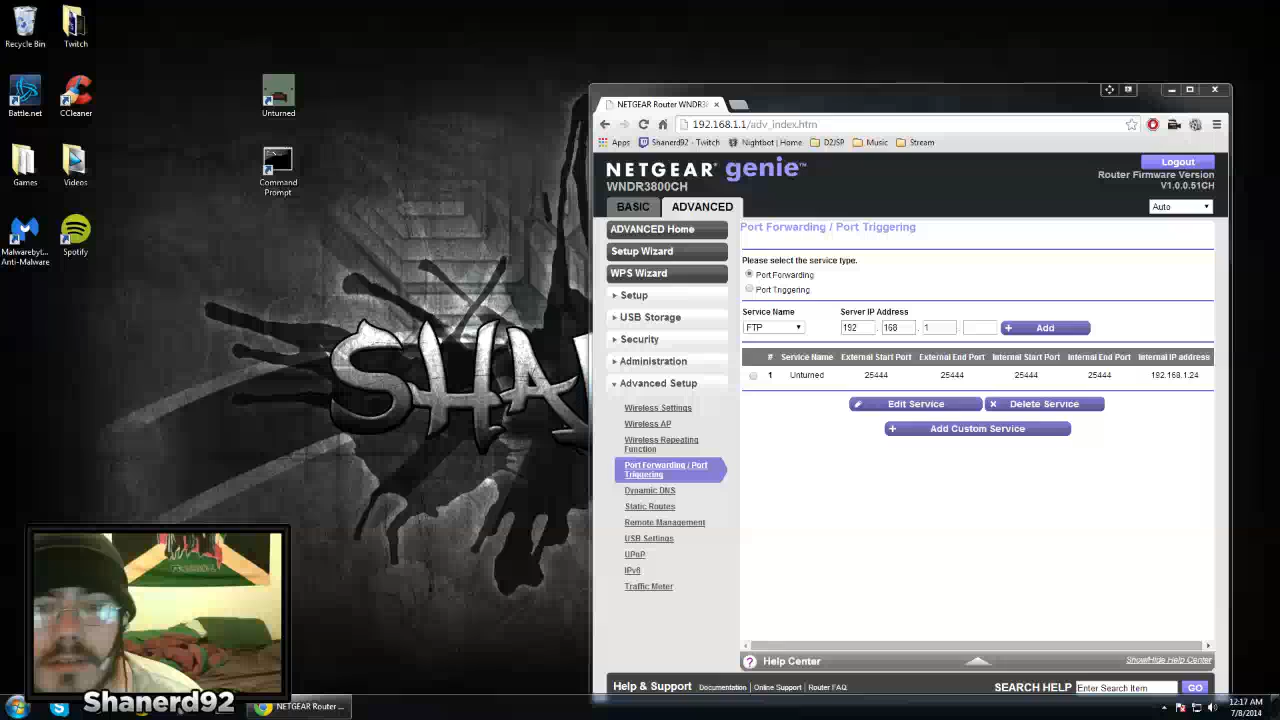 Recycle Bin
Twitch
Battle.net
CCleaner
Unturned
Games
Videos
Command
Prompt
Malwarebyt...
Anti-Malware
Spotify
SHA
Shanerd92
NETGEAR Router ...
NETGEAR Router WNDR38
192.168.1.1/adv_index.htm
Apps
Shanerd92 - Twitch
Nightbot | Home
D2JSP
Music
Stream
NETGEAR genie
WNDR3800CH
Logout
Router Firmware Version
V1.0.0.51CH
BASIC
ADVANCED
Auto
ADVANCED Home
Setup Wizard
WPS Wizard
Setup
USB Storage
Security
Administration
Advanced Setup
Wireless Settings
Wireless AP
Wireless Repeating
Function
Port Forwarding / Port
Triggering
Dynamic DNS
Static Routes
Remote Management
USB Settings
UPnP
IPv6
Traffic Meter
Port Forwarding / Port Triggering
Please select the service type.
Port Forwarding
Port Triggering
Service Name
Server IP Address
FTP
192 . 168 . 1 .
+ Add
# Service Name External Start Port External End Port Internal Start Port Internal End Port Internal IP address
1 Unturned 25444 25444 25444 25444 192.168.1.24
Edit Service
Delete Service
+ Add Custom Service
? Help Center
Show/Hide Help Center
Help & Support
Documentation | Online Support | Router FAQ
SEARCH HELP
Enter Search Item
GO
12:17 AM
7/8/2014